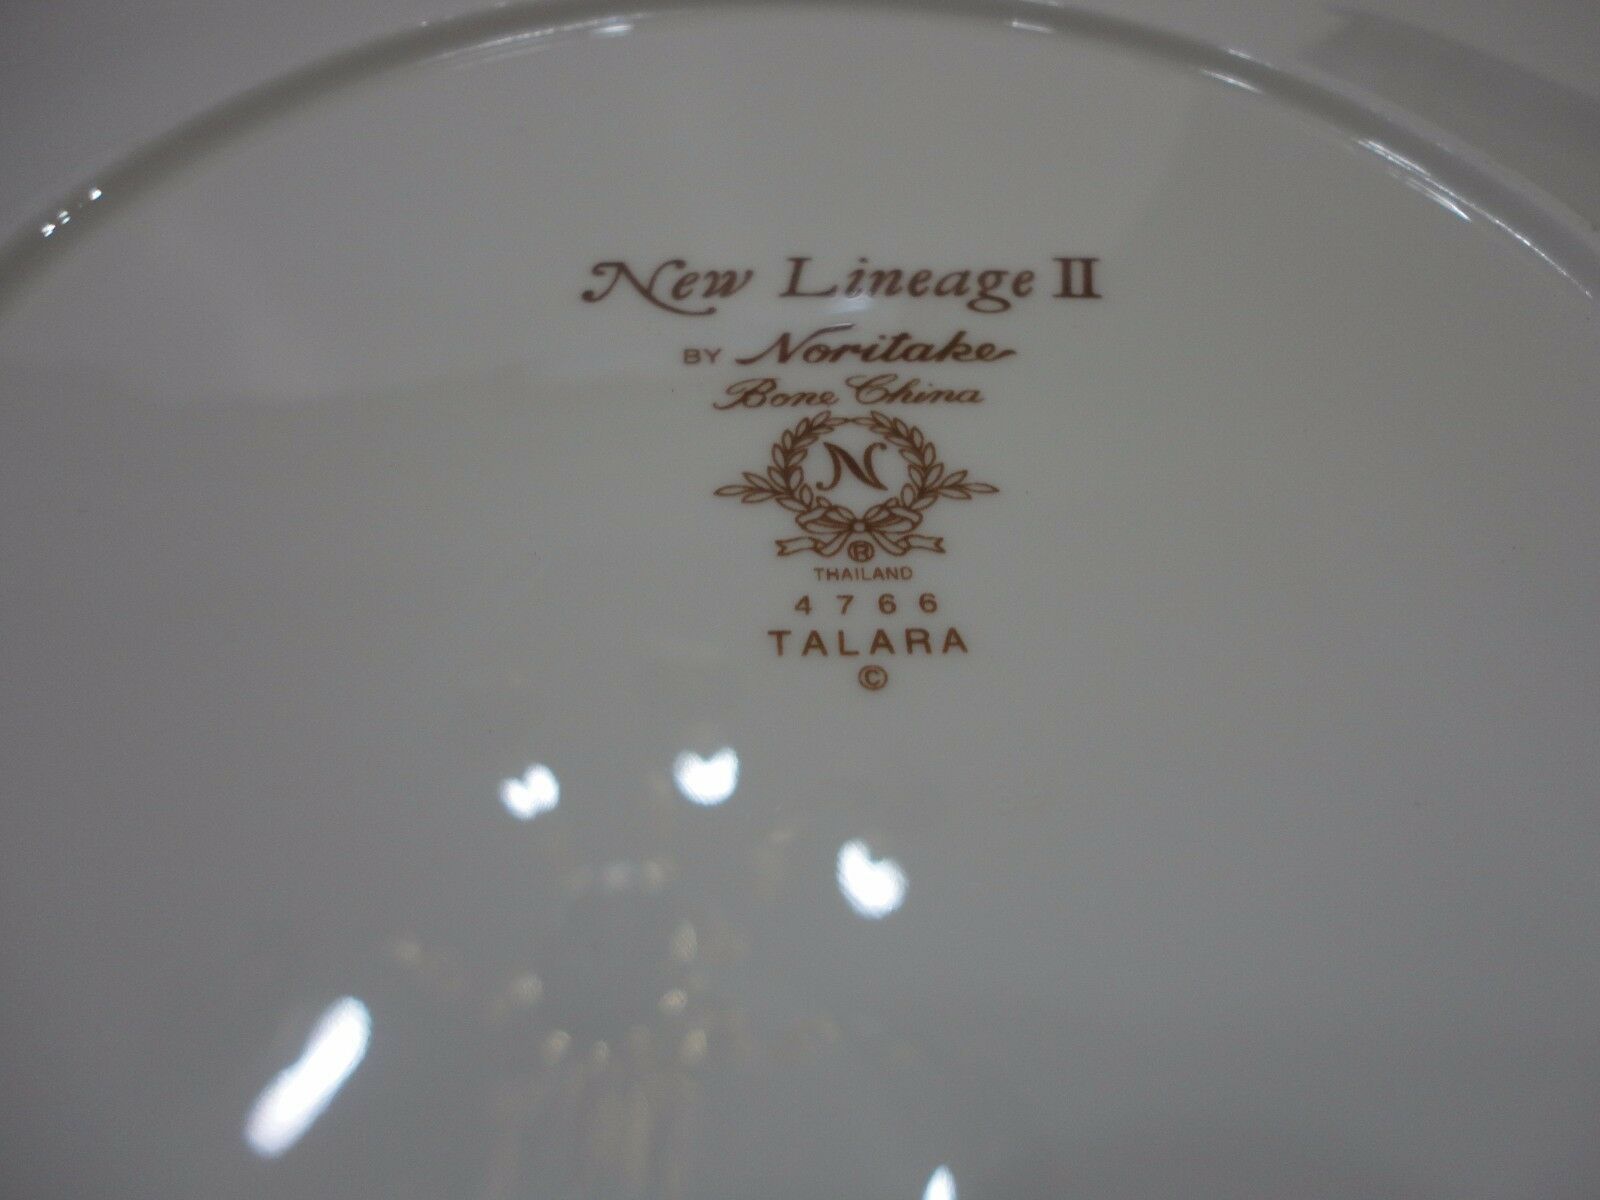 New Lineage II
BY Noritake
Bone China
N
®
THAILAND
4766
TALARA
©